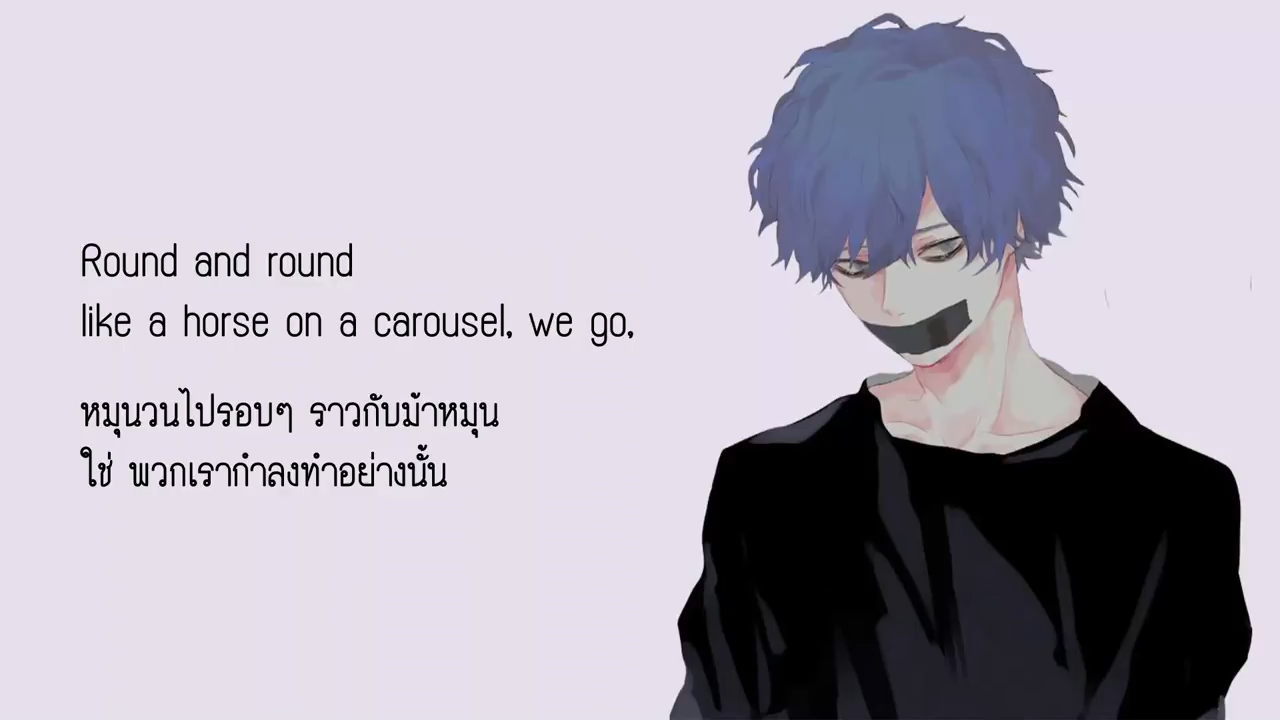 Round and round
like a horse on a carousel, we go,
หมุนวนไปรอบๆ ราวกับม้าหมุน
ใช่ พวกเรากำลงทำอย่างนั้น